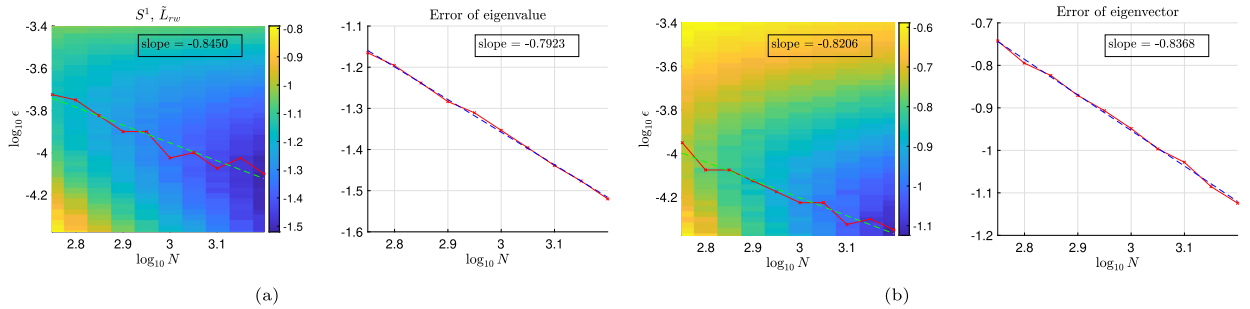 S¹, L̃rw
slope = -0.8450
-3.4
-3.6
-3.8
-4
-4.2
log₁₀ ϵ
2.8 2.9 3 3.1
log₁₀ N
-0.8
-0.9
-1
-1.1
-1.2
-1.3
-1.4
-1.5
Error of eigenvalue
slope = -0.7923
-1.1
-1.2
-1.3
-1.4
-1.5
-1.6
2.8 2.9 3 3.1
log₁₀ N
(a)
slope = -0.8206
-3.4
-3.6
-3.8
-4
-4.2
log₁₀ ϵ
2.8 2.9 3 3.1
log₁₀ N
-0.6
-0.7
-0.8
-0.9
-1
-1.1
Error of eigenvector
slope = -0.8368
-0.7
-0.8
-0.9
-1
-1.1
-1.2
2.8 2.9 3 3.1
log₁₀ N
(b)